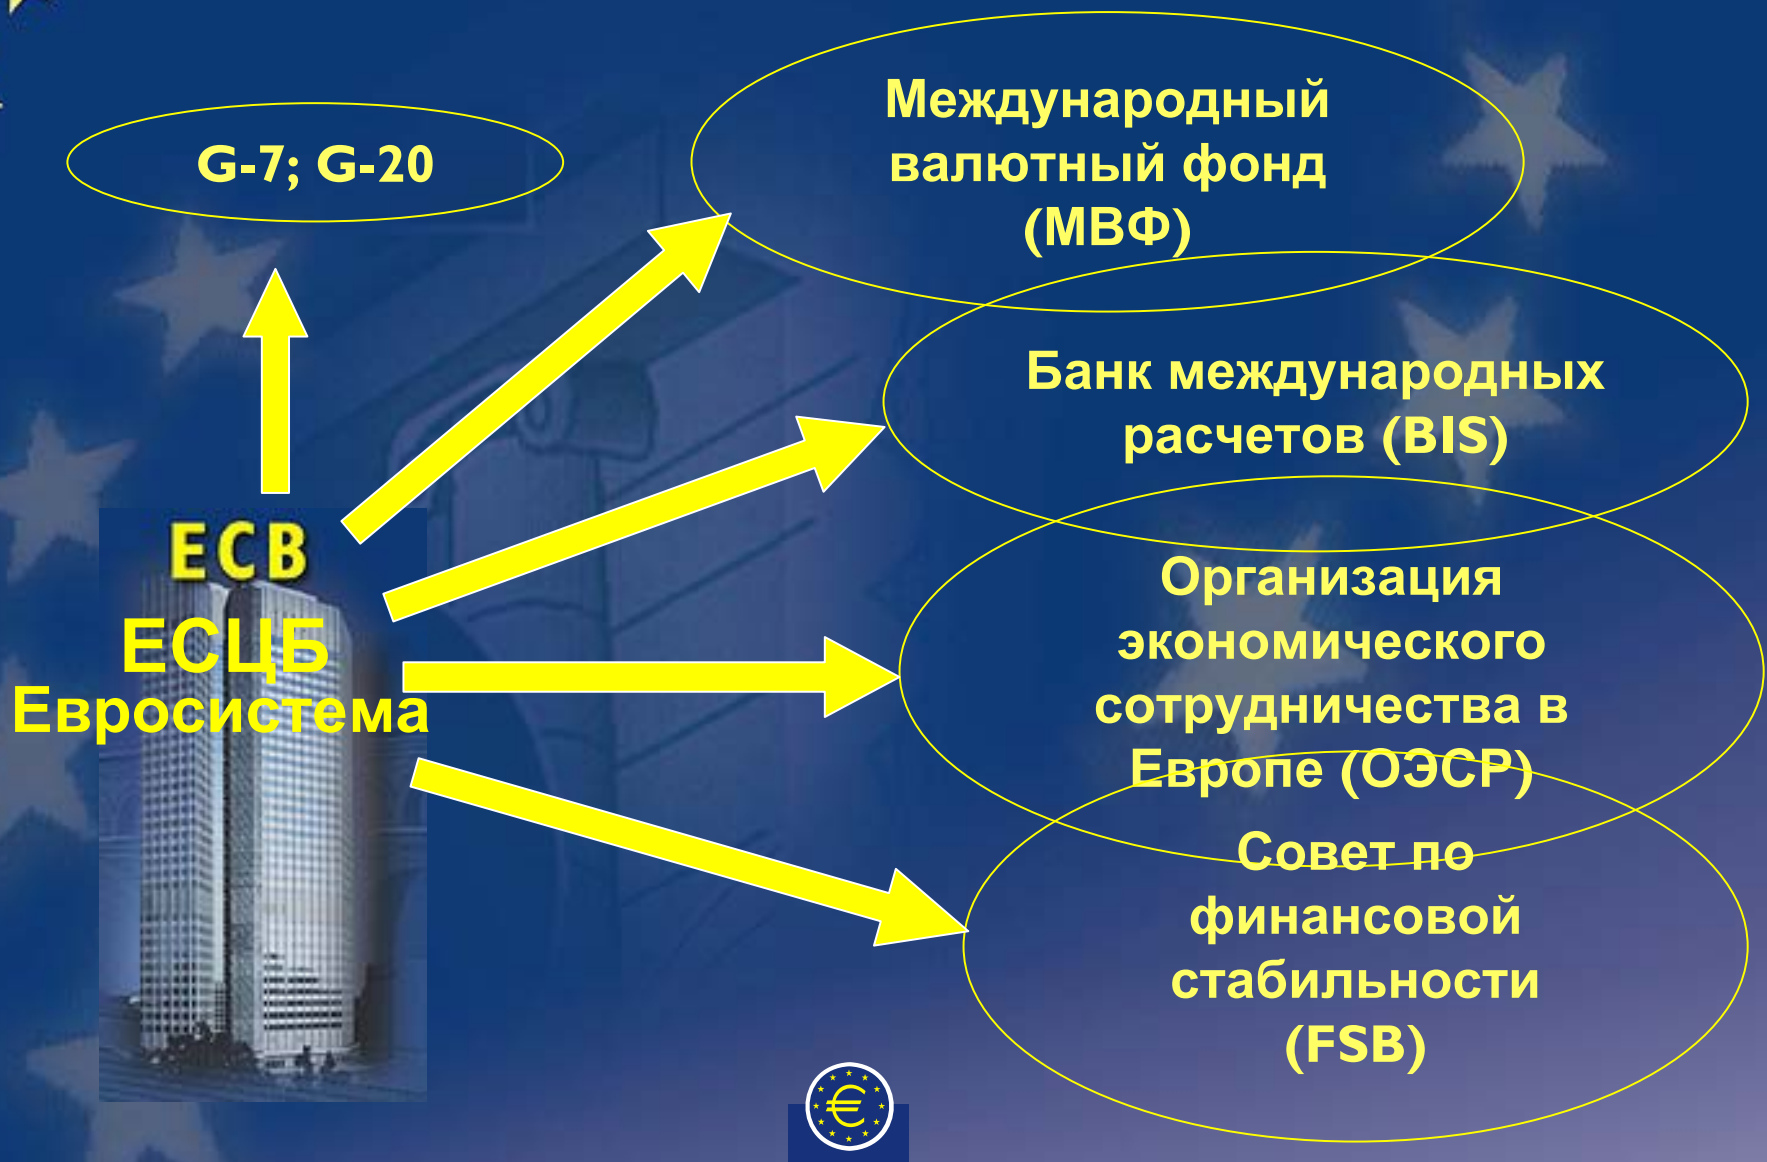 G-7; G-20
Международный
валютный фонд
(МВФ)
Банк международных
расчетов (BIS)
ECB
ЕСЦБ
Евросистема
Организация
экономического
сотрудничества в
Европе (ОЭСР)
Совет по
финансовой
стабильности
(FSB)
€